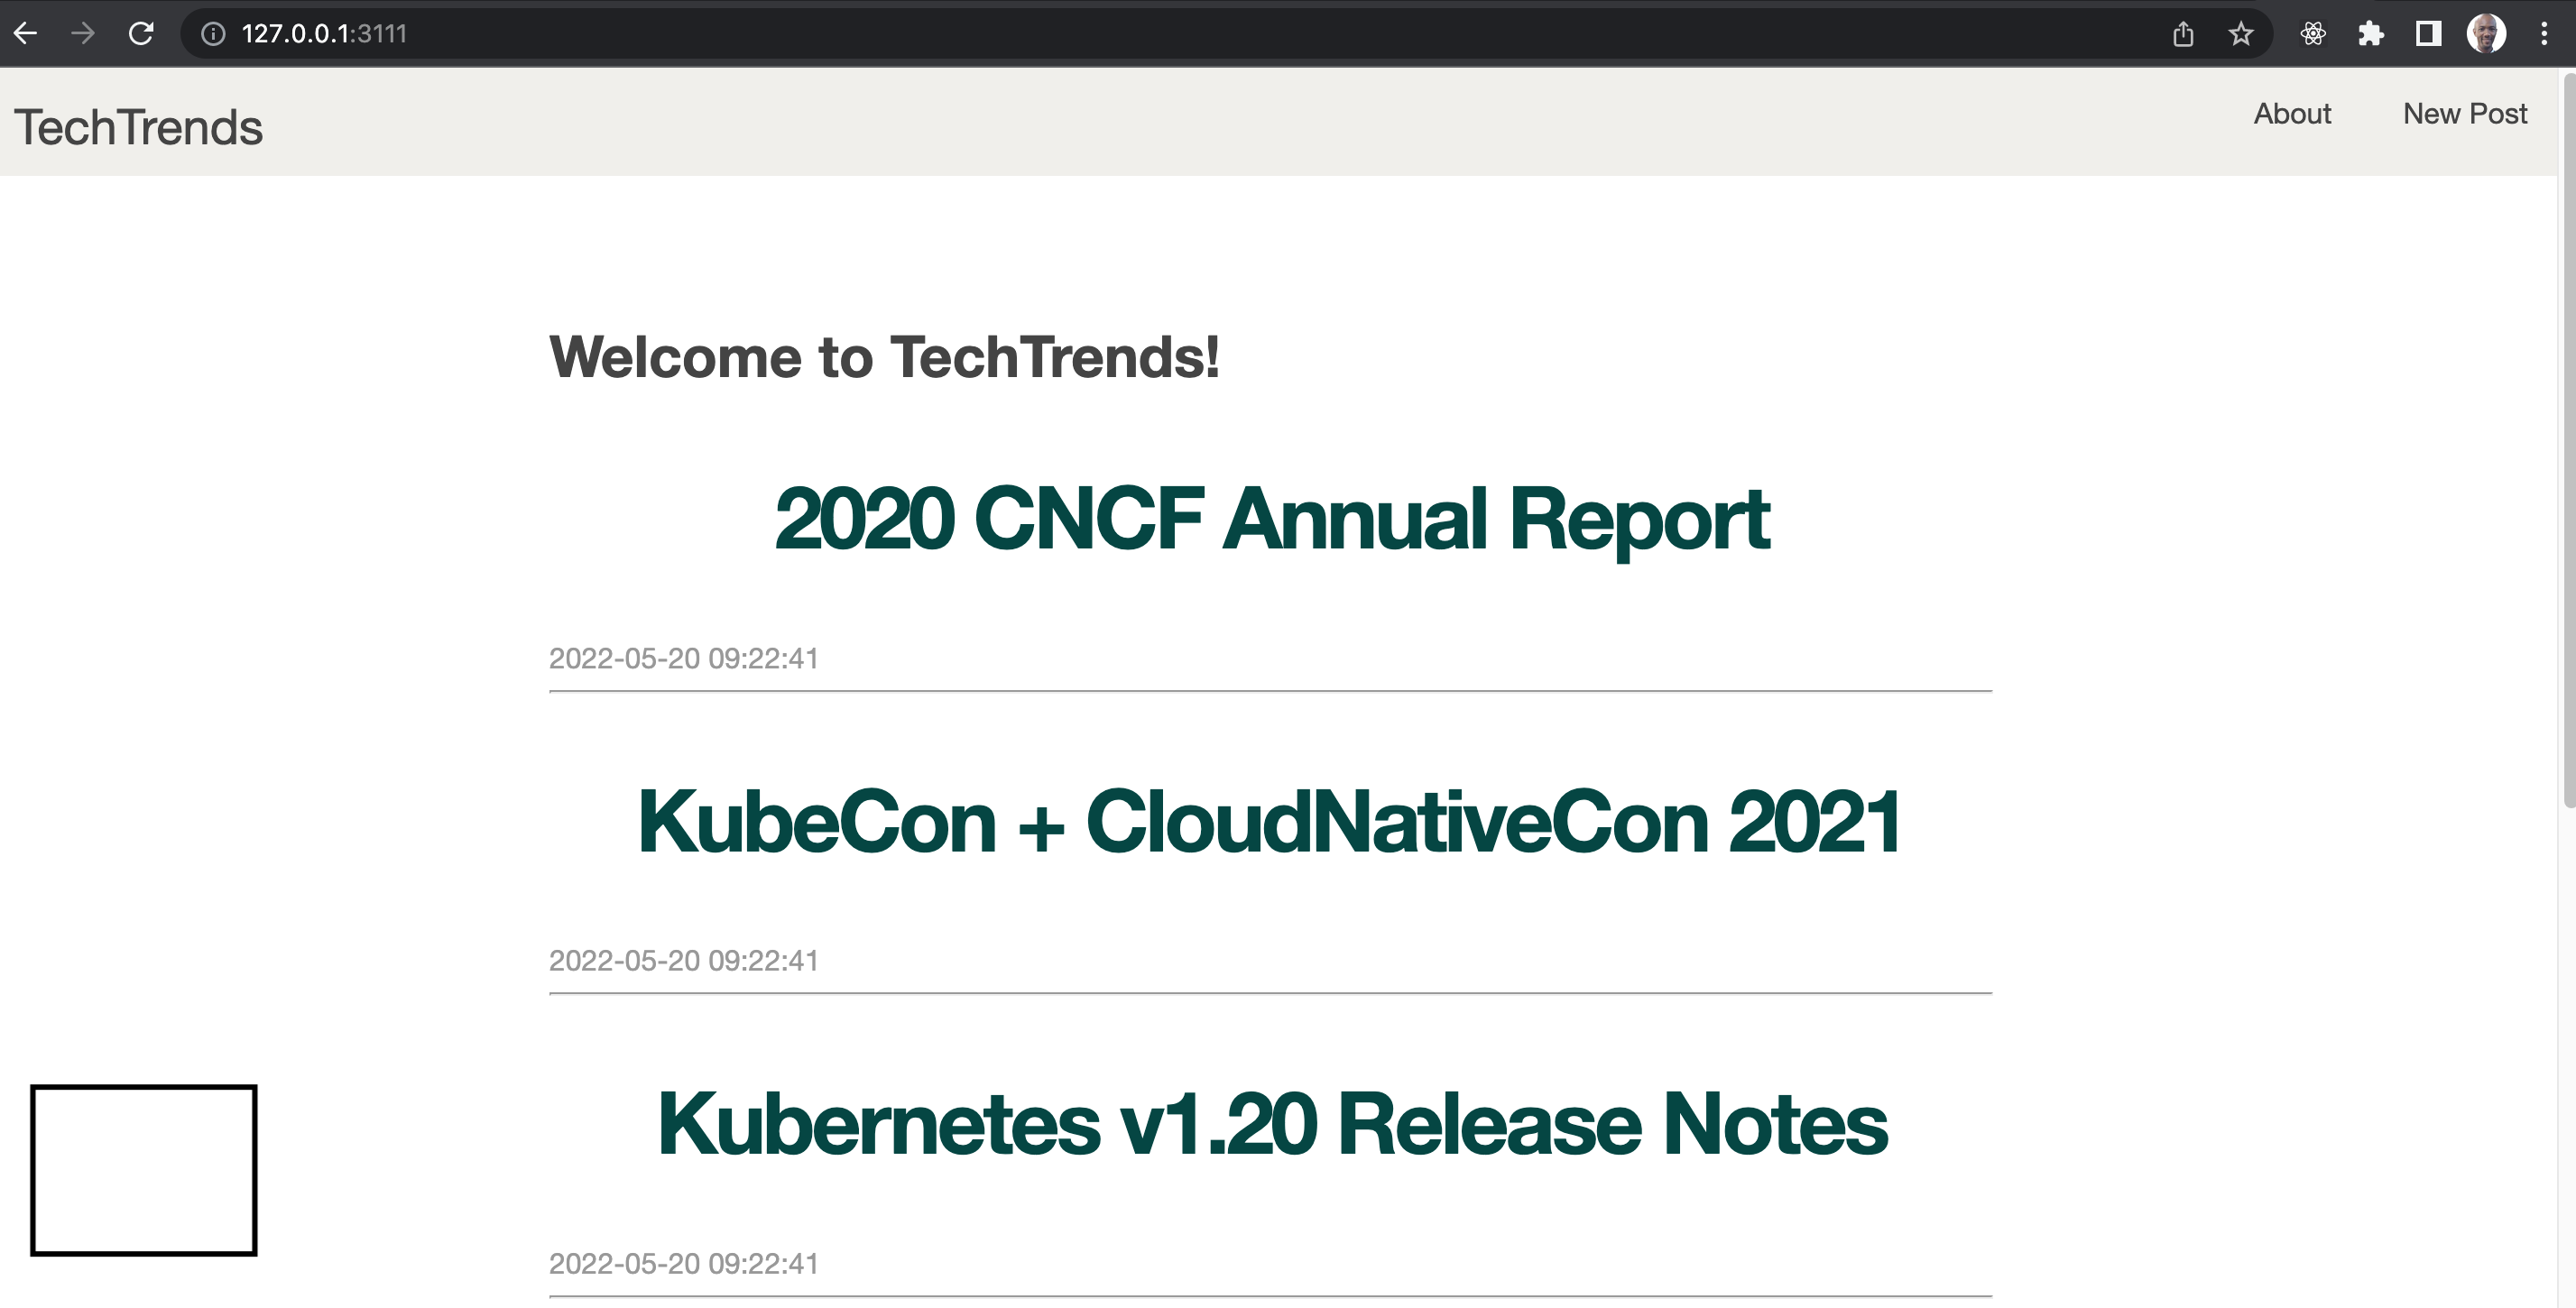 127.0.0.1:3111
TechTrends
About
New Post
Welcome to TechTrends!
2020 CNCF Annual Report
2022-05-20 09:22:41
KubeCon + CloudNativeCon 2021
2022-05-20 09:22:41
Kubernetes v1.20 Release Notes
2022-05-20 09:22:41